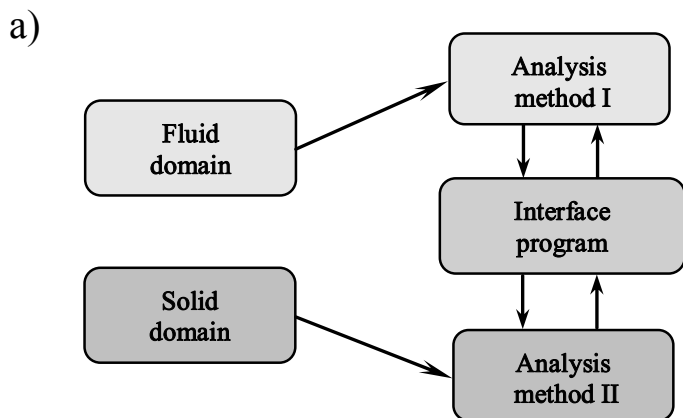 a)
Analysis
method I
Fluid
domain
Interface
program
Solid
domain
Analysis
method II